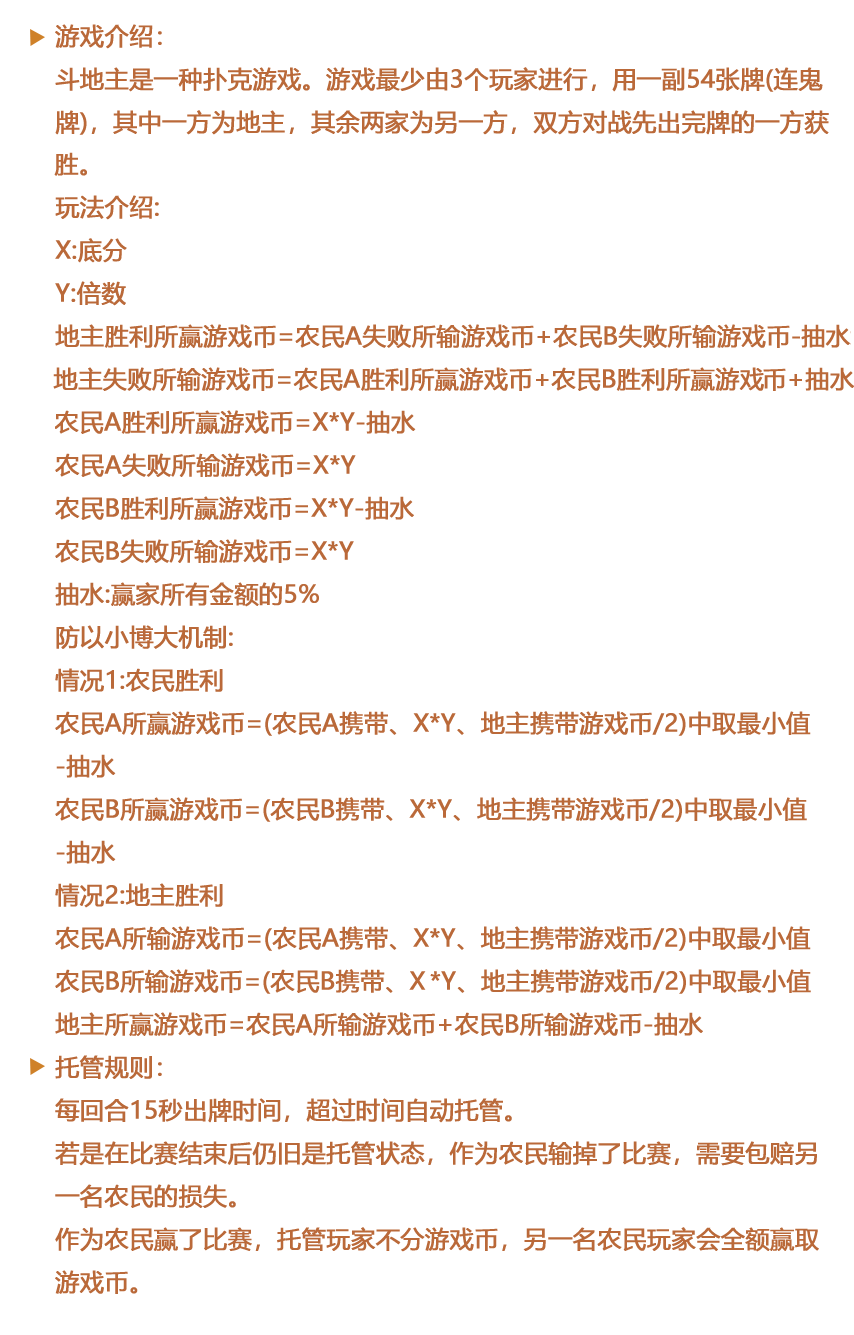 游戏介绍：
斗地主是一种扑克游戏。游戏最少由3个玩家进行，用一副54张牌(连鬼
牌)，其中一方为地主，其余两家为另一方，双方对战先出完牌的一方获
胜。
玩法介绍:
X:底分
Y:倍数
地主胜利所赢游戏币=农民A失败所输游戏币+农民B失败所输游戏币-抽水
地主失败所输游戏币=农民A胜利所赢游戏币+农民B胜利所赢游戏币+抽水
农民A胜利所赢游戏币=X*Y-抽水
农民A失败所输游戏币=X*Y
农民B胜利所赢游戏币=X*Y-抽水
农民B失败所输游戏币=X*Y
抽水:赢家所有金额的5%
防以小博大机制:
情况1:农民胜利
农民A所赢游戏币=(农民A携带、X*Y、地主携带游戏币/2)中取最小值
-抽水
农民B所赢游戏币=(农民B携带、X*Y、地主携带游戏币/2)中取最小值
-抽水
情况2:地主胜利
农民A所输游戏币=(农民A携带、X*Y、地主携带游戏币/2)中取最小值
农民B所输游戏币=(农民B携带、X*Y、地主携带游戏币/2)中取最小值
地主所赢游戏币=农民A所输游戏币+农民B所输游戏币-抽水
托管规则：
每回合15秒出牌时间，超过时间自动托管。
若是在比赛结束后仍旧是托管状态，作为农民输掉了比赛，需要包赔另
一名农民的损失。
作为农民赢了比赛，托管玩家不分游戏币，另一名农民玩家会全额赢取
游戏币。